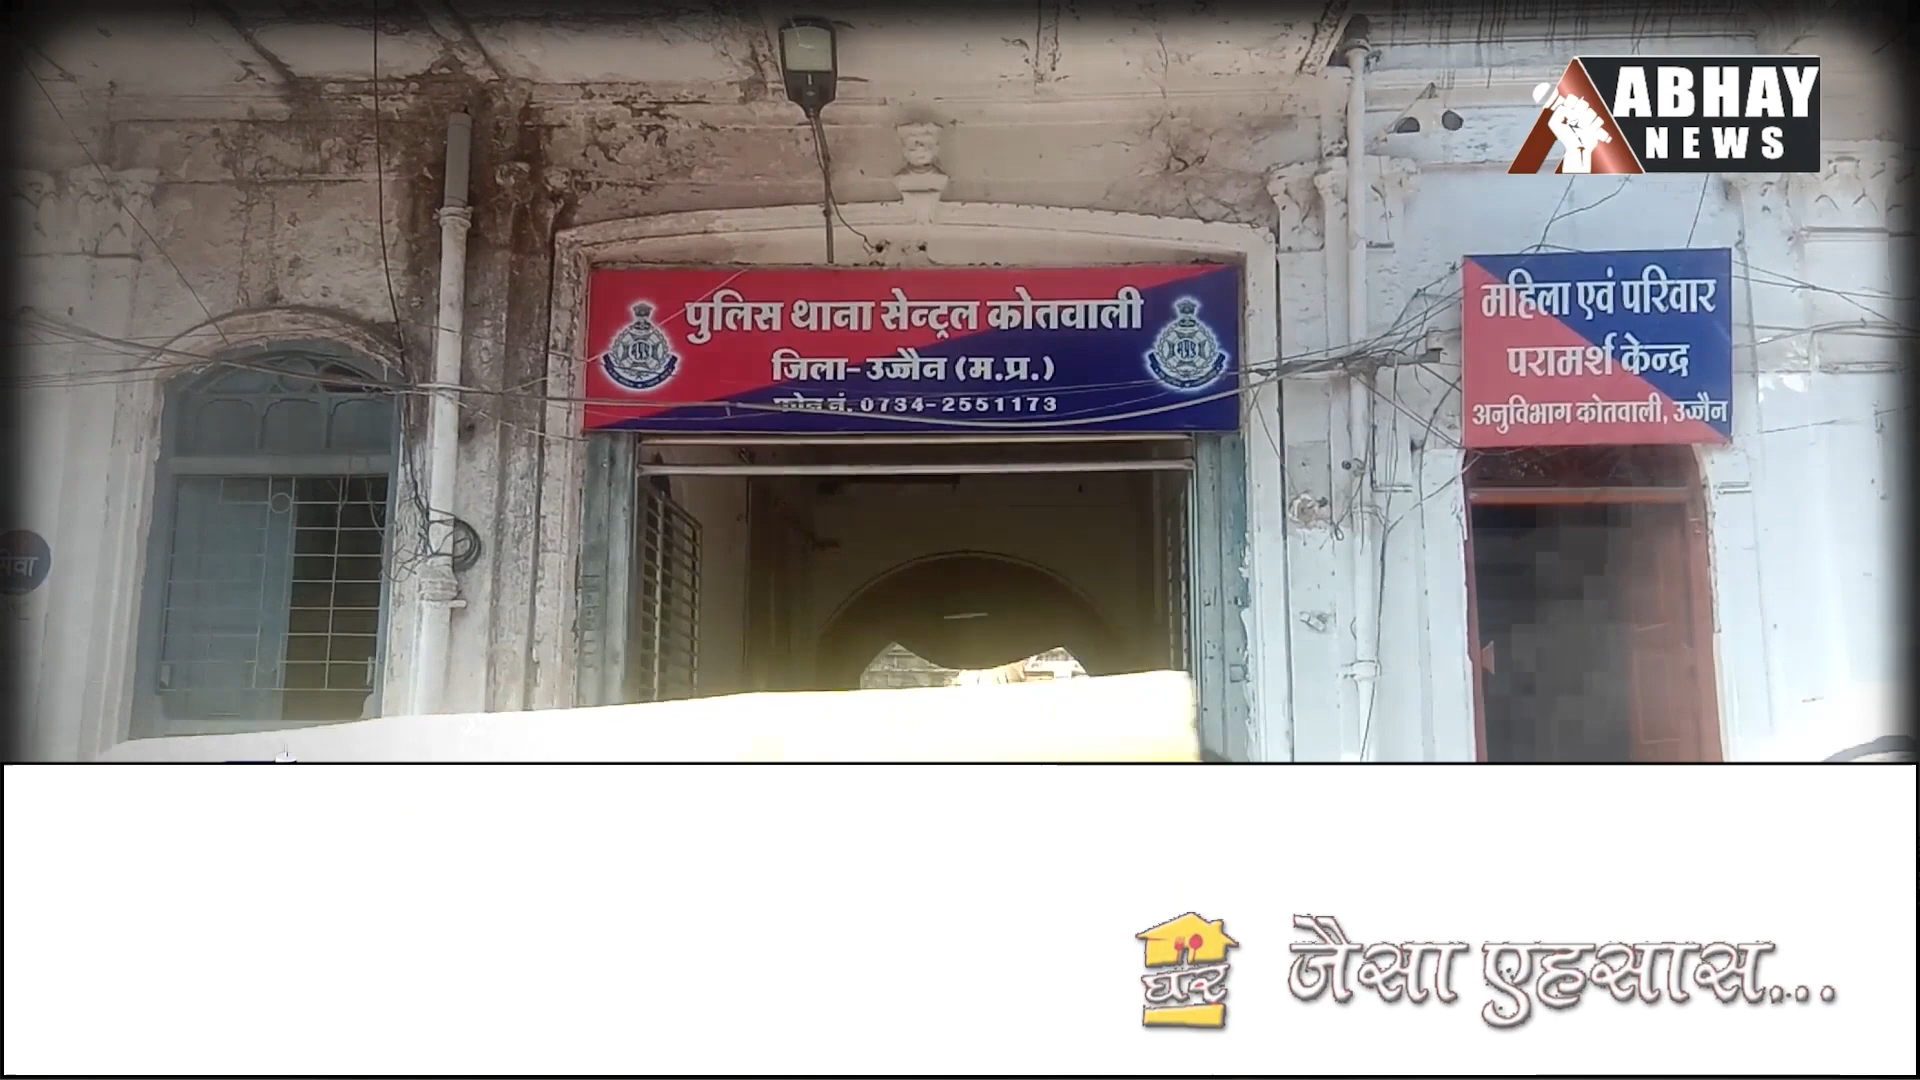 ABHAY
NEWS
पुलिस थाना सेन्ट्रल कोतवाली
जिला-उज्जैन (म.प्र.)
फोन नं. 0734-2551173
महिला एवं परिवार
परामर्श केन्द्र
अनुविभाग कोतवाली, उज्जैन
घर
जैसा एहसास...